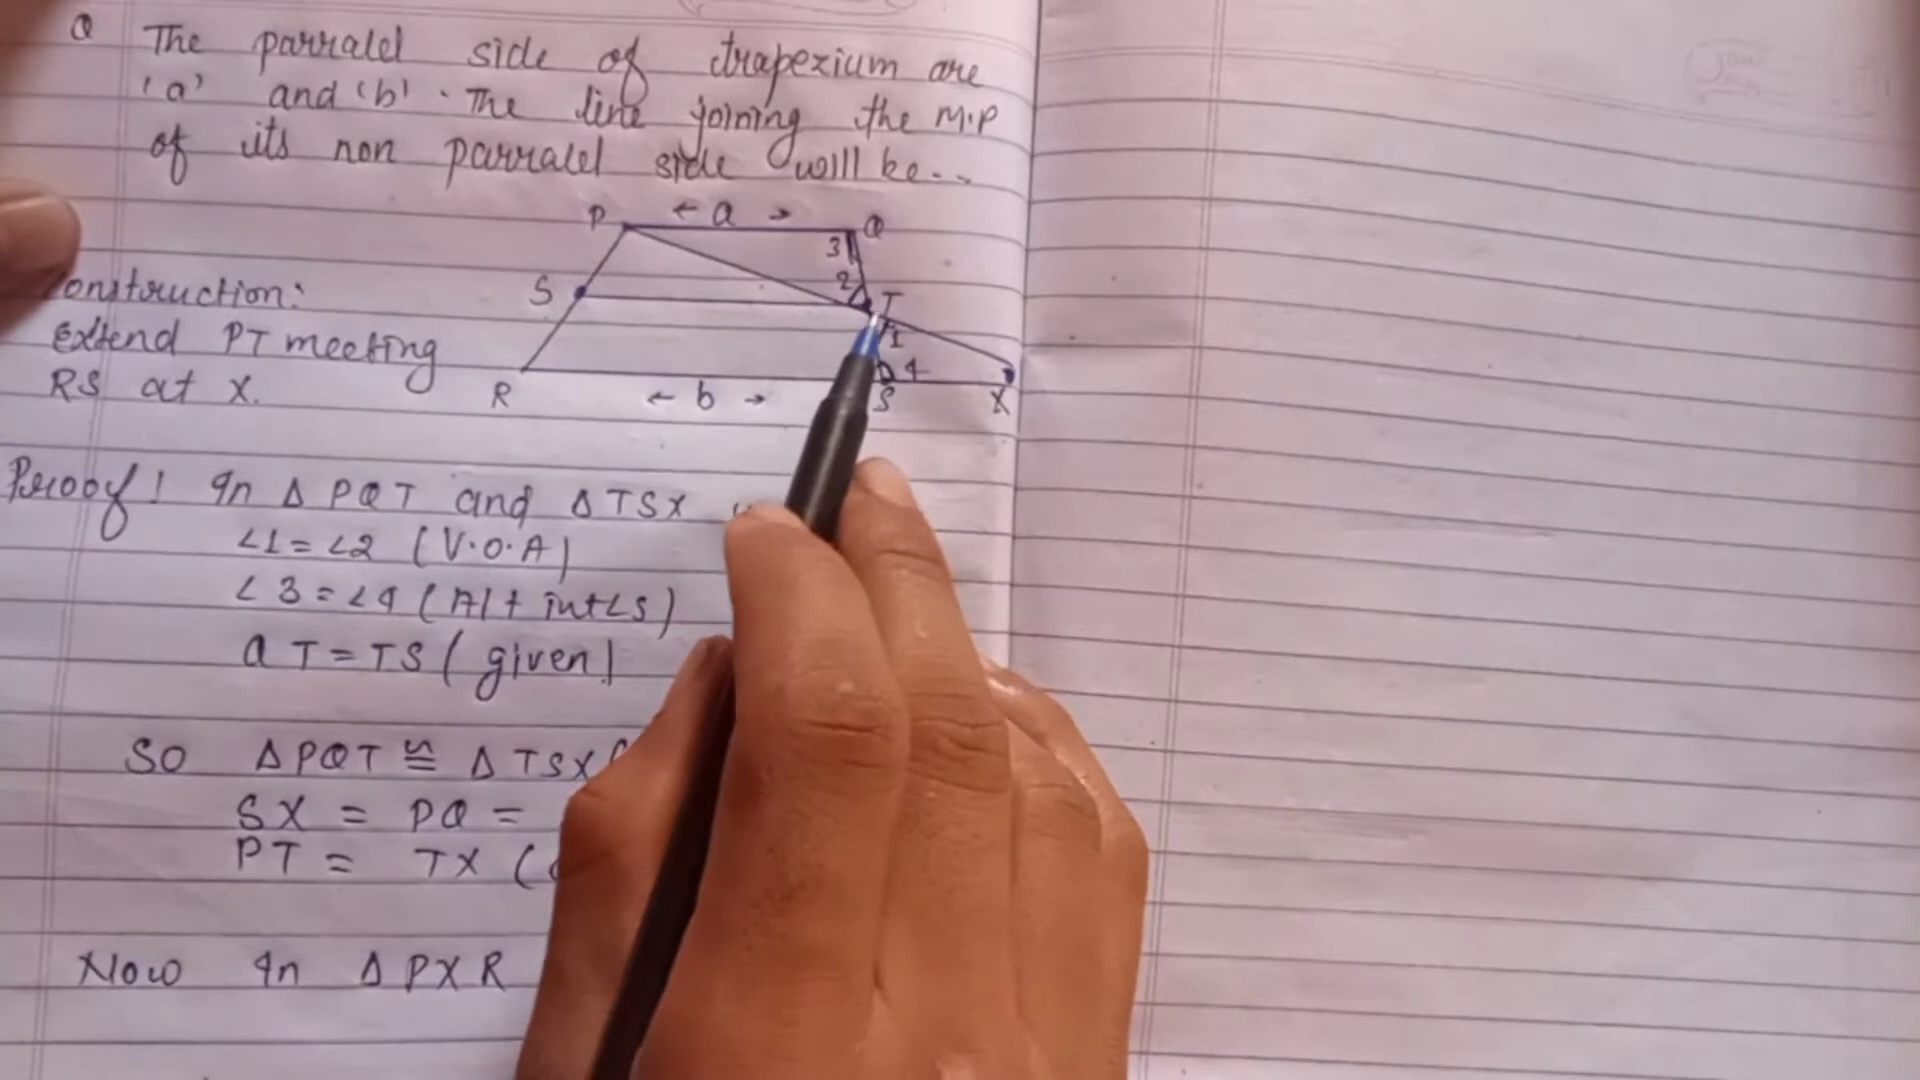 Q The parralel side of trapezium are
'a' and 'b'. The line joining the M.P
of its non parralel side will be...
P ← a → Q
3
2
S T
1
4
R ← b → S X
onstruction:
Extend PT meeting
RS at X.
Proof! In Δ PQT and Δ TSX
∠1 = ∠2 (V.O.A)
∠3 = ∠4 (Alt int∠s)
QT = TS (given)
SO Δ PQT ≅ Δ TSX
SX = PQ =
PT = TX (
Now In Δ PXR